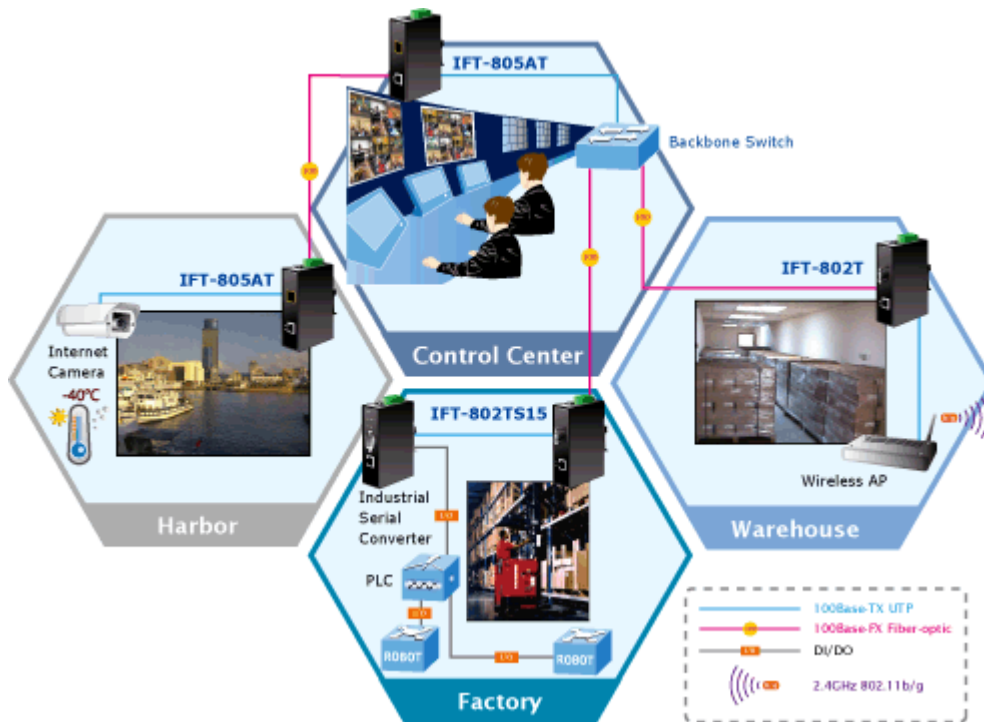 IFT-805AT
Backbone Switch
Control Center
IFT-805AT
Internet
Camera
-40°C
Harbor
IFT-802T
Wireless AP
Warehouse
IFT-802TS15
Industrial
Serial
Converter
PLC
I/O
I/O
I/O
ROBOT
ROBOT
Factory
100Base-TX UTP
100Base-FX Fiber-optic
DI/DO
2.4GHz 802.11b/g